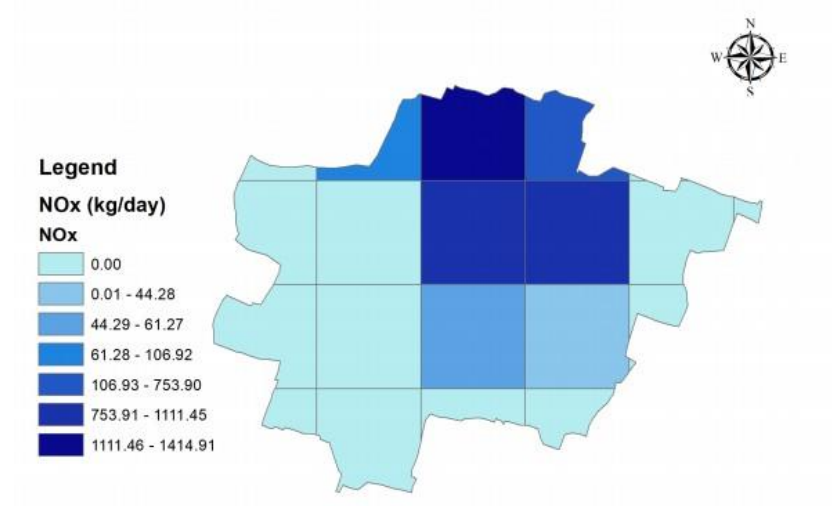 N
W E
S
Legend
NOx (kg/day)
NOx
0.00
0.01 - 44.28
44.29 - 61.27
61.28 - 106.92
106.93 - 753.90
753.91 - 1111.45
1111.46 - 1414.91